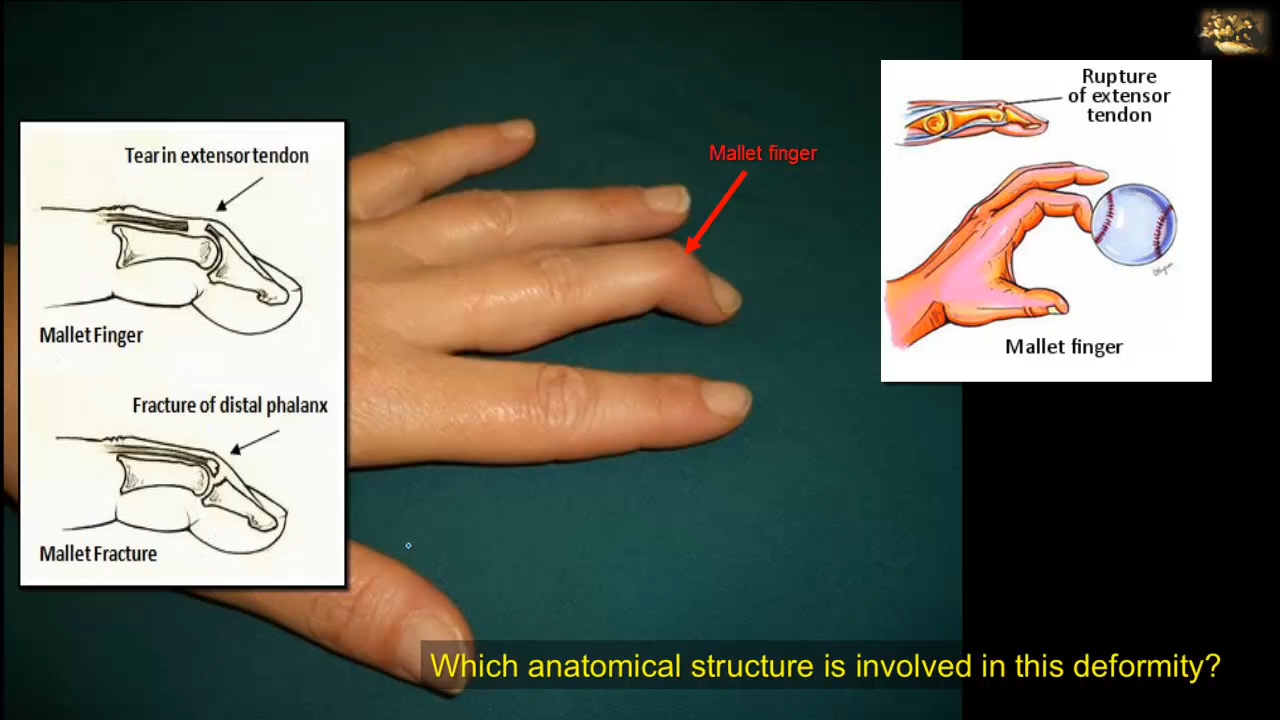 Tear in extensor tendon
Mallet Finger
Fracture of distal phalanx
Mallet Fracture
Mallet finger
Rupture
of extensor
tendon
Mallet finger
Which anatomical structure is involved in this deformity?